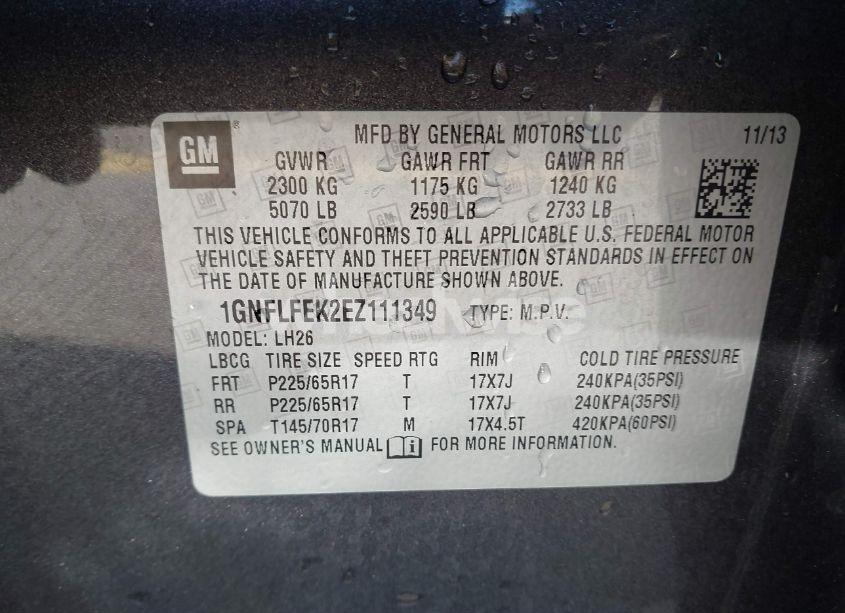 GM ® MFD BY GENERAL MOTORS LLC 11/13
GVWR GAWR FRT GAWR RR
2300 KG 1175 KG 1240 KG
5070 LB 2590 LB 2733 LB
THIS VEHICLE CONFORMS TO ALL APPLICABLE U.S. FEDERAL MOTOR
VEHICLE SAFETY AND THEFT PREVENTION STANDARDS IN EFFECT ON
THE DATE OF MANUFACTURE SHOWN ABOVE.
1GNFLFEK2EZ111349 TYPE: M.P.V.
MODEL: LH26
LBCG TIRE SIZE SPEED RTG RIM COLD TIRE PRESSURE
FRT P225/65R17 T 17X7J 240KPA(35PSI)
RR P225/65R17 T 17X7J 240KPA(35PSI)
SPA T145/70R17 M 17X4.5T 420KPA(60PSI)
SEE OWNER'S MANUAL i FOR MORE INFORMATION.